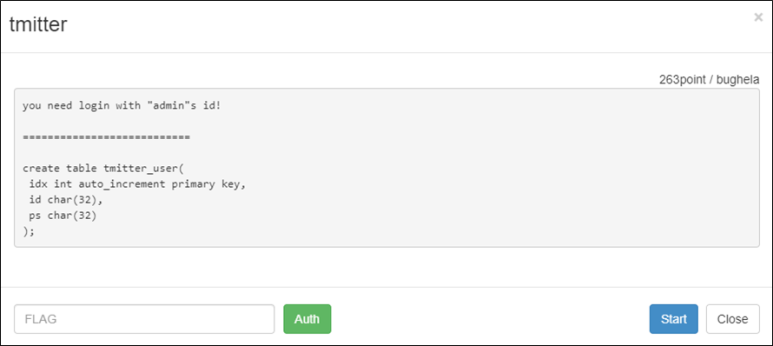 tmitter
×
263point / bughela
you need login with "admin"s id!
===========================
create table tmitter_user(
idx int auto_increment primary key,
id char(32),
ps char(32)
);
FLAG
Auth
Start
Close